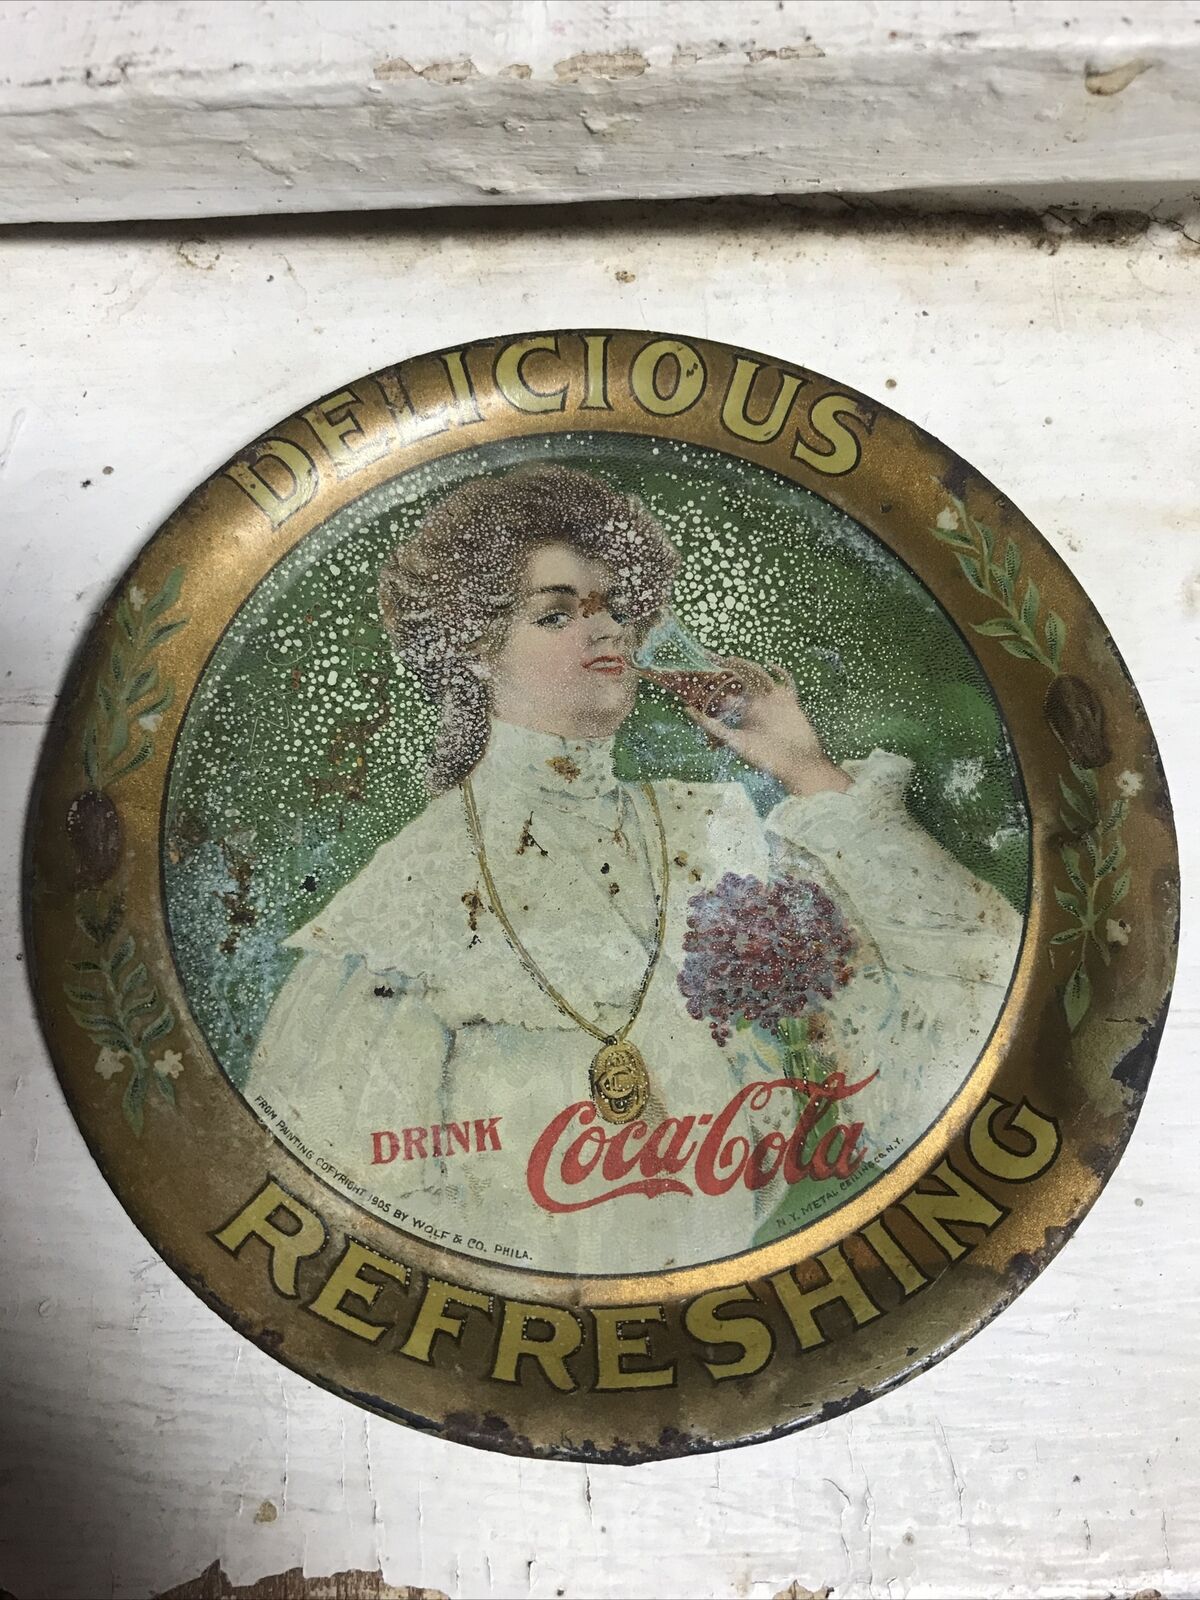 DELICIOUS
DRINK Coca-Cola
FROM PAINTING COPYRIGHT 1905 BY WOLF & CO. PHILA.
N.Y. METAL CEILING CO. N.Y.
REFRESHING